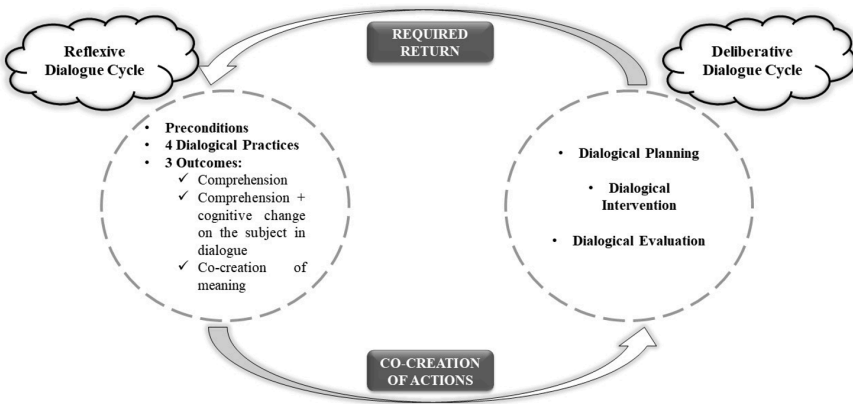 REQUIRED
RETURN
Reflexive
Dialogue Cycle
Deliberative
Dialogue Cycle
• Preconditions
• 4 Dialogical Practices
• 3 Outcomes:
✓ Comprehension
✓ Comprehension +
cognitive change
on the subject in
dialogue
✓ Co-creation of
meaning
• Dialogical Planning
• Dialogical
Intervention
• Dialogical Evaluation
CO-CREATION
OF ACTIONS